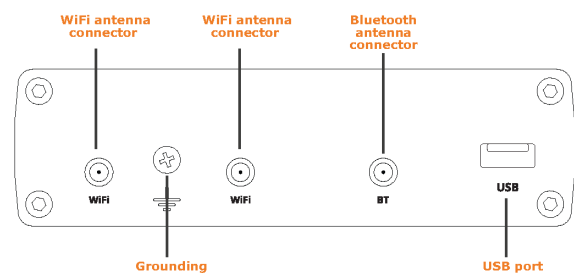 WiFi antenna
connector
WiFi antenna
connector
Bluetooth
antenna
connector
WiFi
WiFi
BT
USB
Grounding
USB port